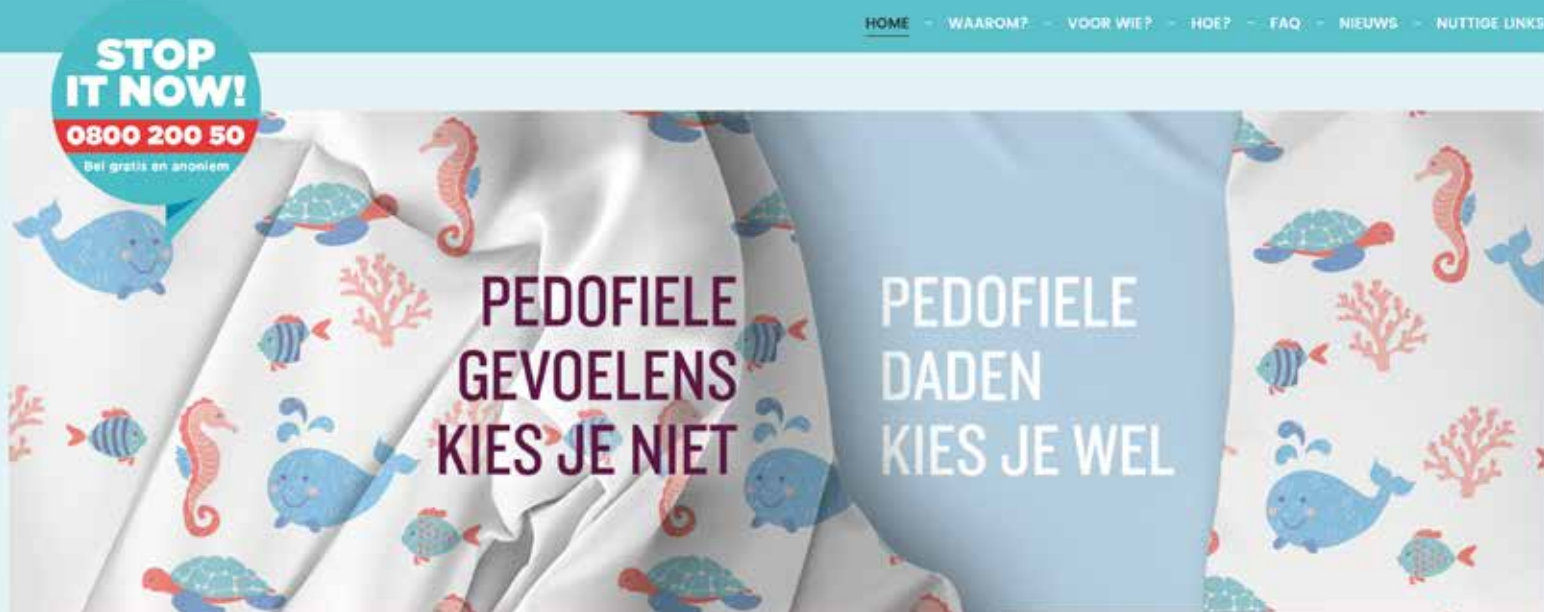 HOME - WAAROM? - VOOR WIE? - HOE? - FAQ - NIEUWS - NUTTIGE LINKS
STOP
IT NOW!
0800 200 50
Bel gratis en anoniem
PEDOFIELE
GEVOELENS
KIES JE NIET
PEDOFIELE
DADEN
KIES JE WEL